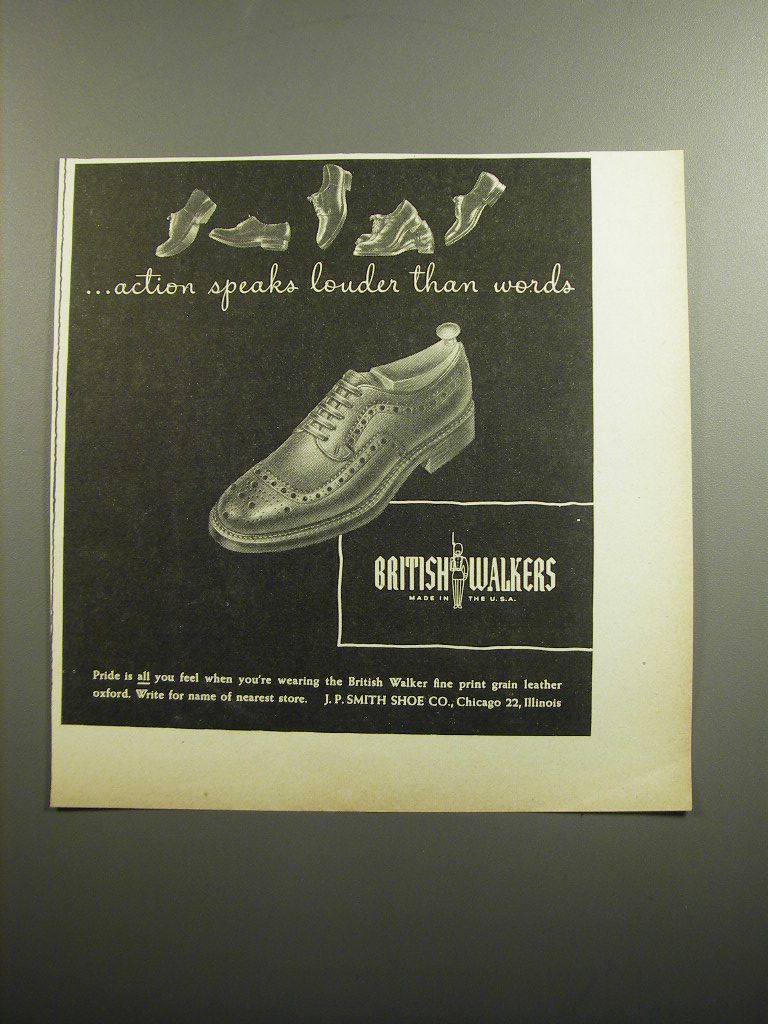 ...action speaks louder than words
BRITISH WALKERS
MADE IN THE U.S.A.
Pride is all you feel when you're wearing the British Walker fine print grain leather
oxford. Write for name of nearest store. J. P. SMITH SHOE CO., Chicago 22, Illinois